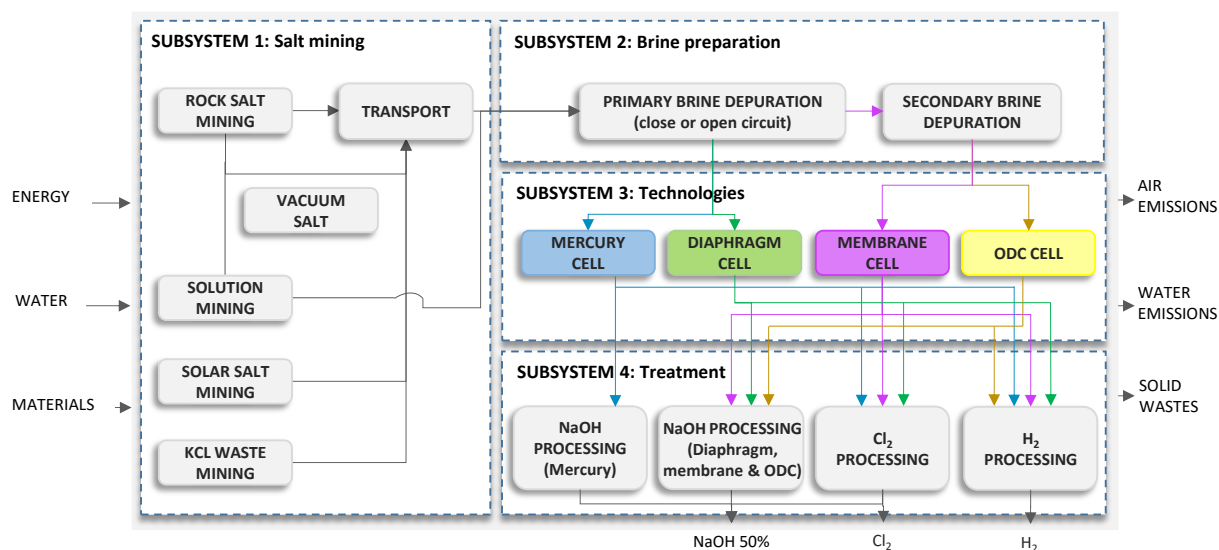 SUBSYSTEM 1: Salt mining
ROCK SALT
MINING
TRANSPORT
VACUUM
SALT
SOLUTION
MINING
SOLAR SALT
MINING
KCL WASTE
MINING
ENERGY
WATER
MATERIALS
SUBSYSTEM 2: Brine preparation
PRIMARY BRINE DEPURATION
(close or open circuit)
SECONDARY BRINE
DEPURATION
SUBSYSTEM 3: Technologies
MERCURY
CELL
DIAPHRAGM
CELL
MEMBRANE
CELL
ODC CELL
SUBSYSTEM 4: Treatment
NaOH
PROCESSING
(Mercury)
NaOH PROCESSING
(Diaphragm,
membrane & ODC)
Cl₂
PROCESSING
H₂
PROCESSING
AIR
EMISSIONS
WATER
EMISSIONS
SOLID
WASTES
NaOH 50%
Cl₂
H₂